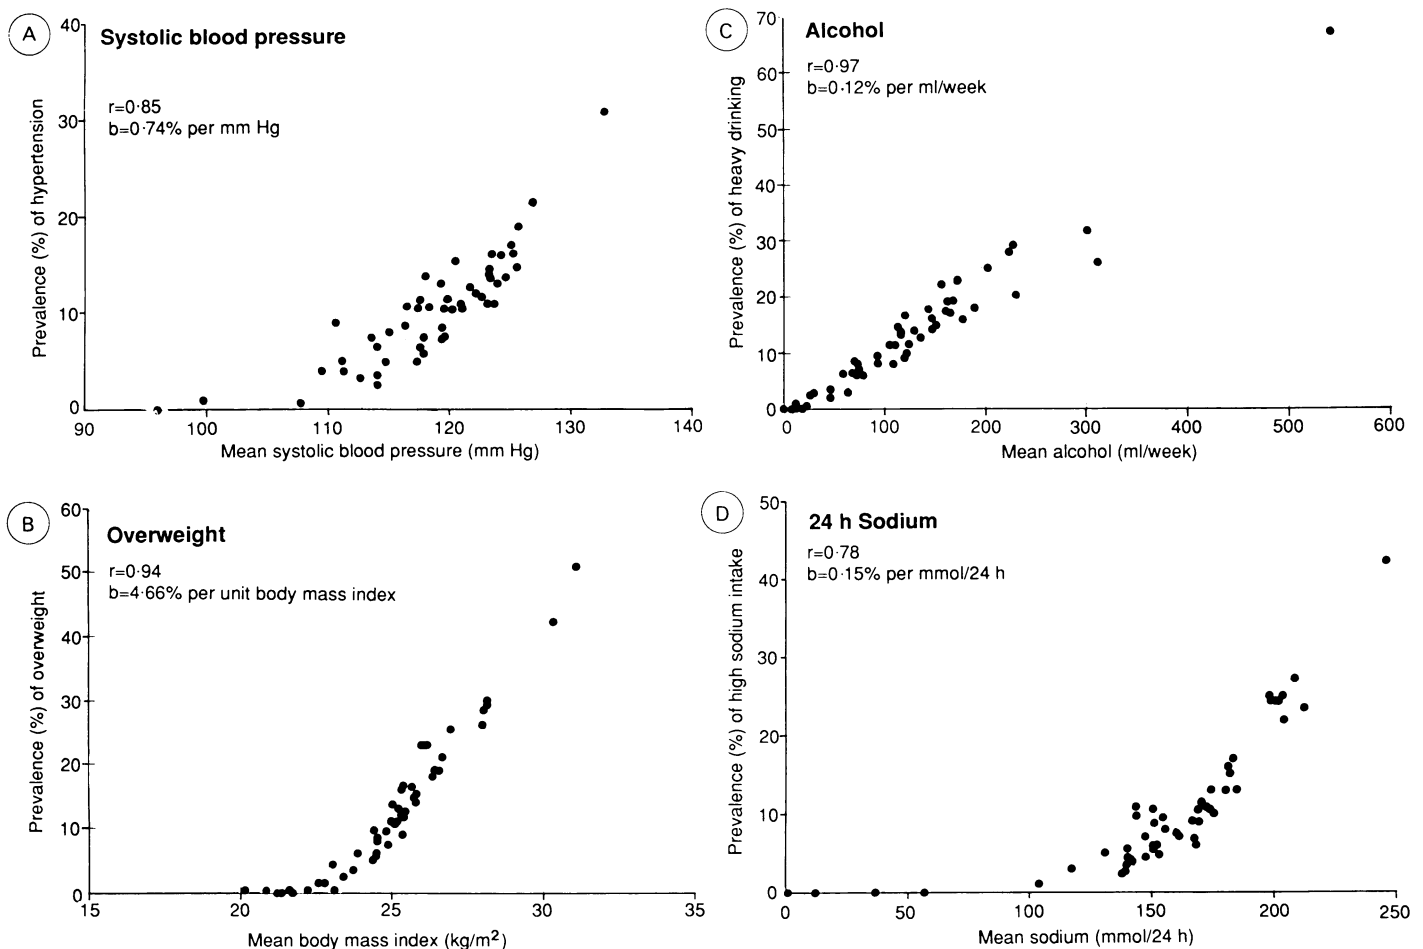 A
Systolic blood pressure
r=0·85
b=0·74% per mm Hg
Prevalence (%) of hypertension
40
30
20
10
0
90 100 110 120 130 140
Mean systolic blood pressure (mm Hg)
C
Alcohol
r=0·97
b=0·12% per ml/week
Prevalence (%) of heavy drinking
70
60
50
40
30
20
10
0
0 100 200 300 400 500 600
Mean alcohol (ml/week)
B
Overweight
r=0·94
b=4·66% per unit body mass index
Prevalence (%) of overweight
60
50
40
30
20
10
0
15 20 25 30 35
Mean body mass index (kg/m²)
D
24 h Sodium
r=0·78
b=0·15% per mmol/24 h
Prevalence (%) of high sodium intake
50
40
30
20
10
0
0 50 100 150 200 250
Mean sodium (mmol/24 h)